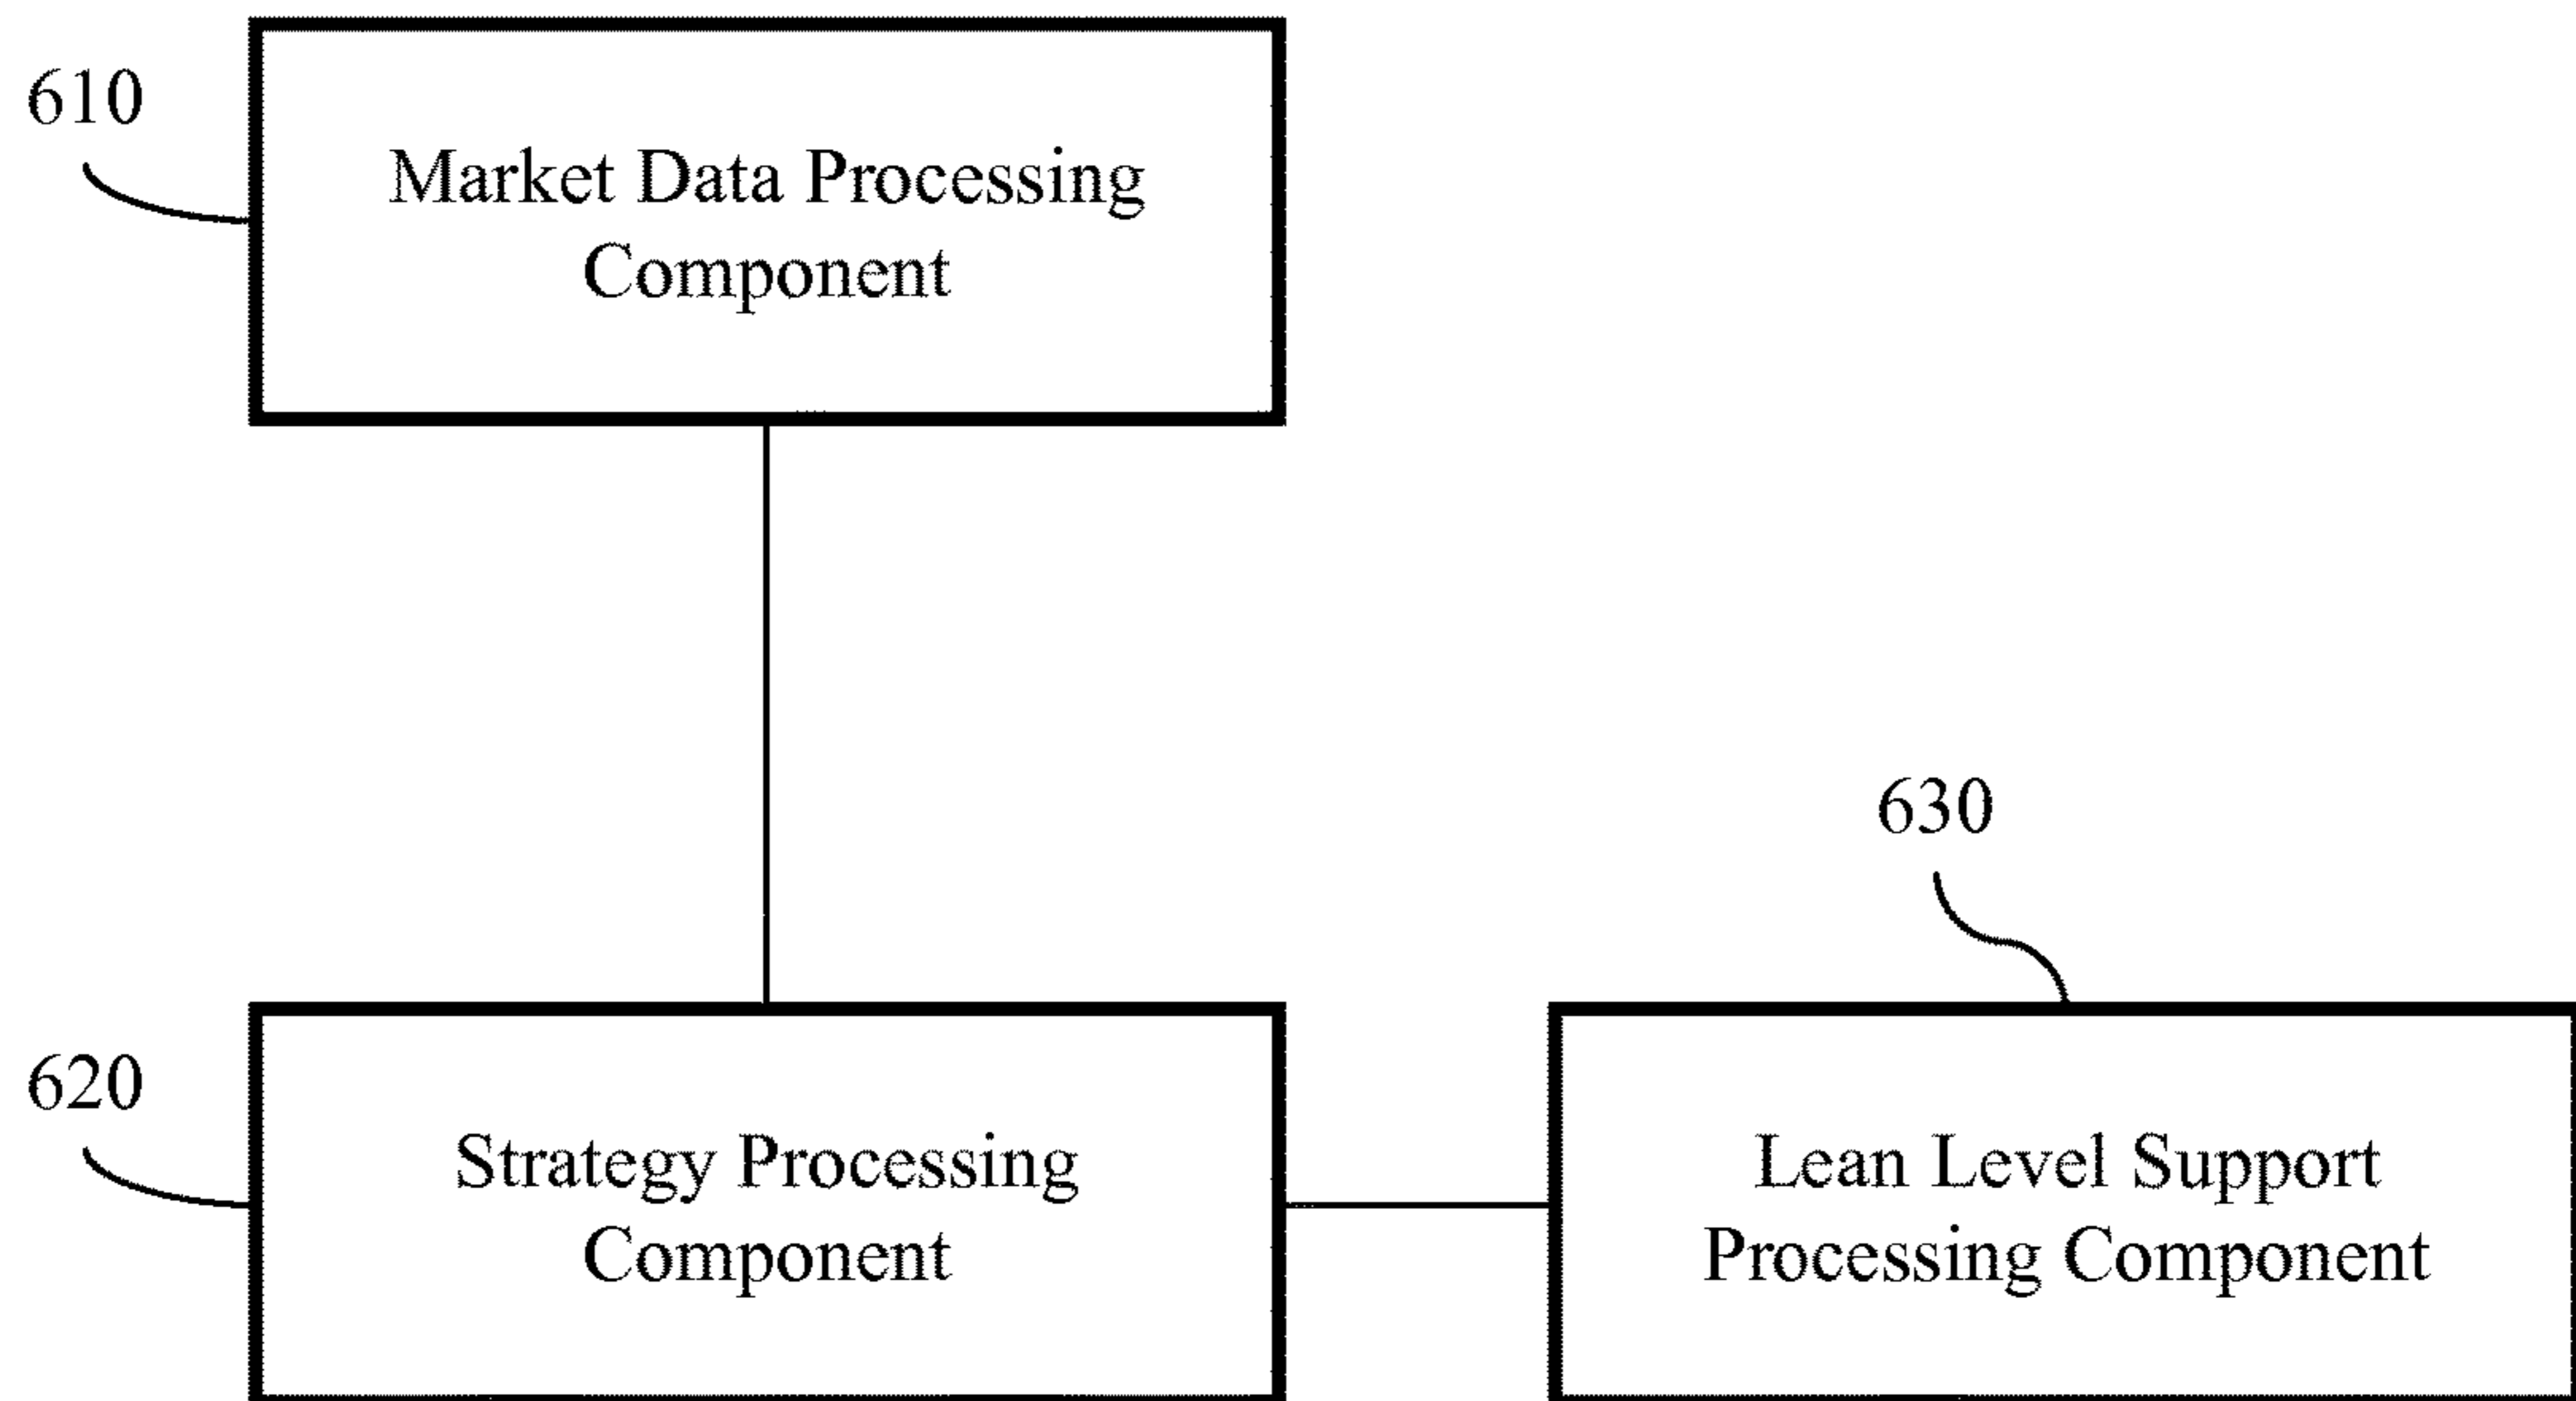 610
Market Data Processing
Component
630
620
Strategy Processing
Component
Lean Level Support
Processing Component